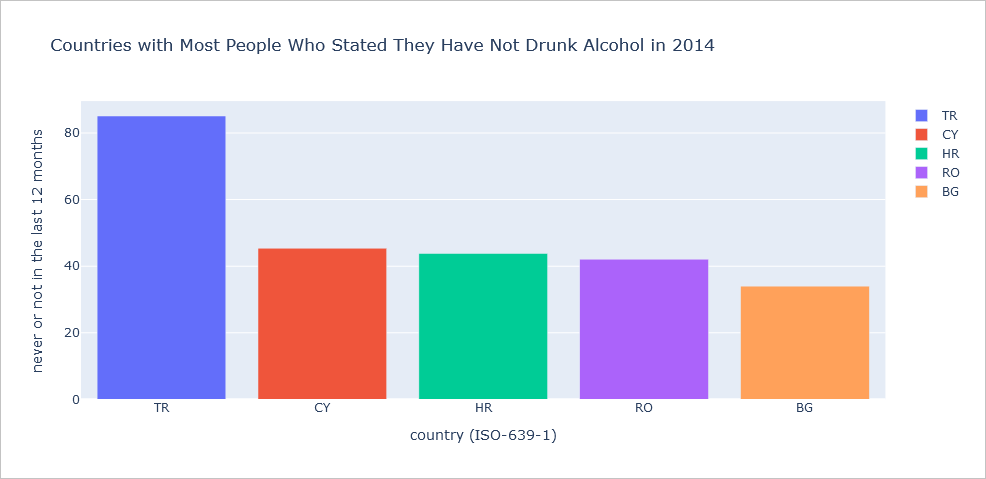 Countries with Most People Who Stated They Have Not Drunk Alcohol in 2014
never or not in the last 12 months
80
60
40
20
0
TR
CY
HR
RO
BG
country (ISO-639-1)
TR
CY
HR
RO
BG